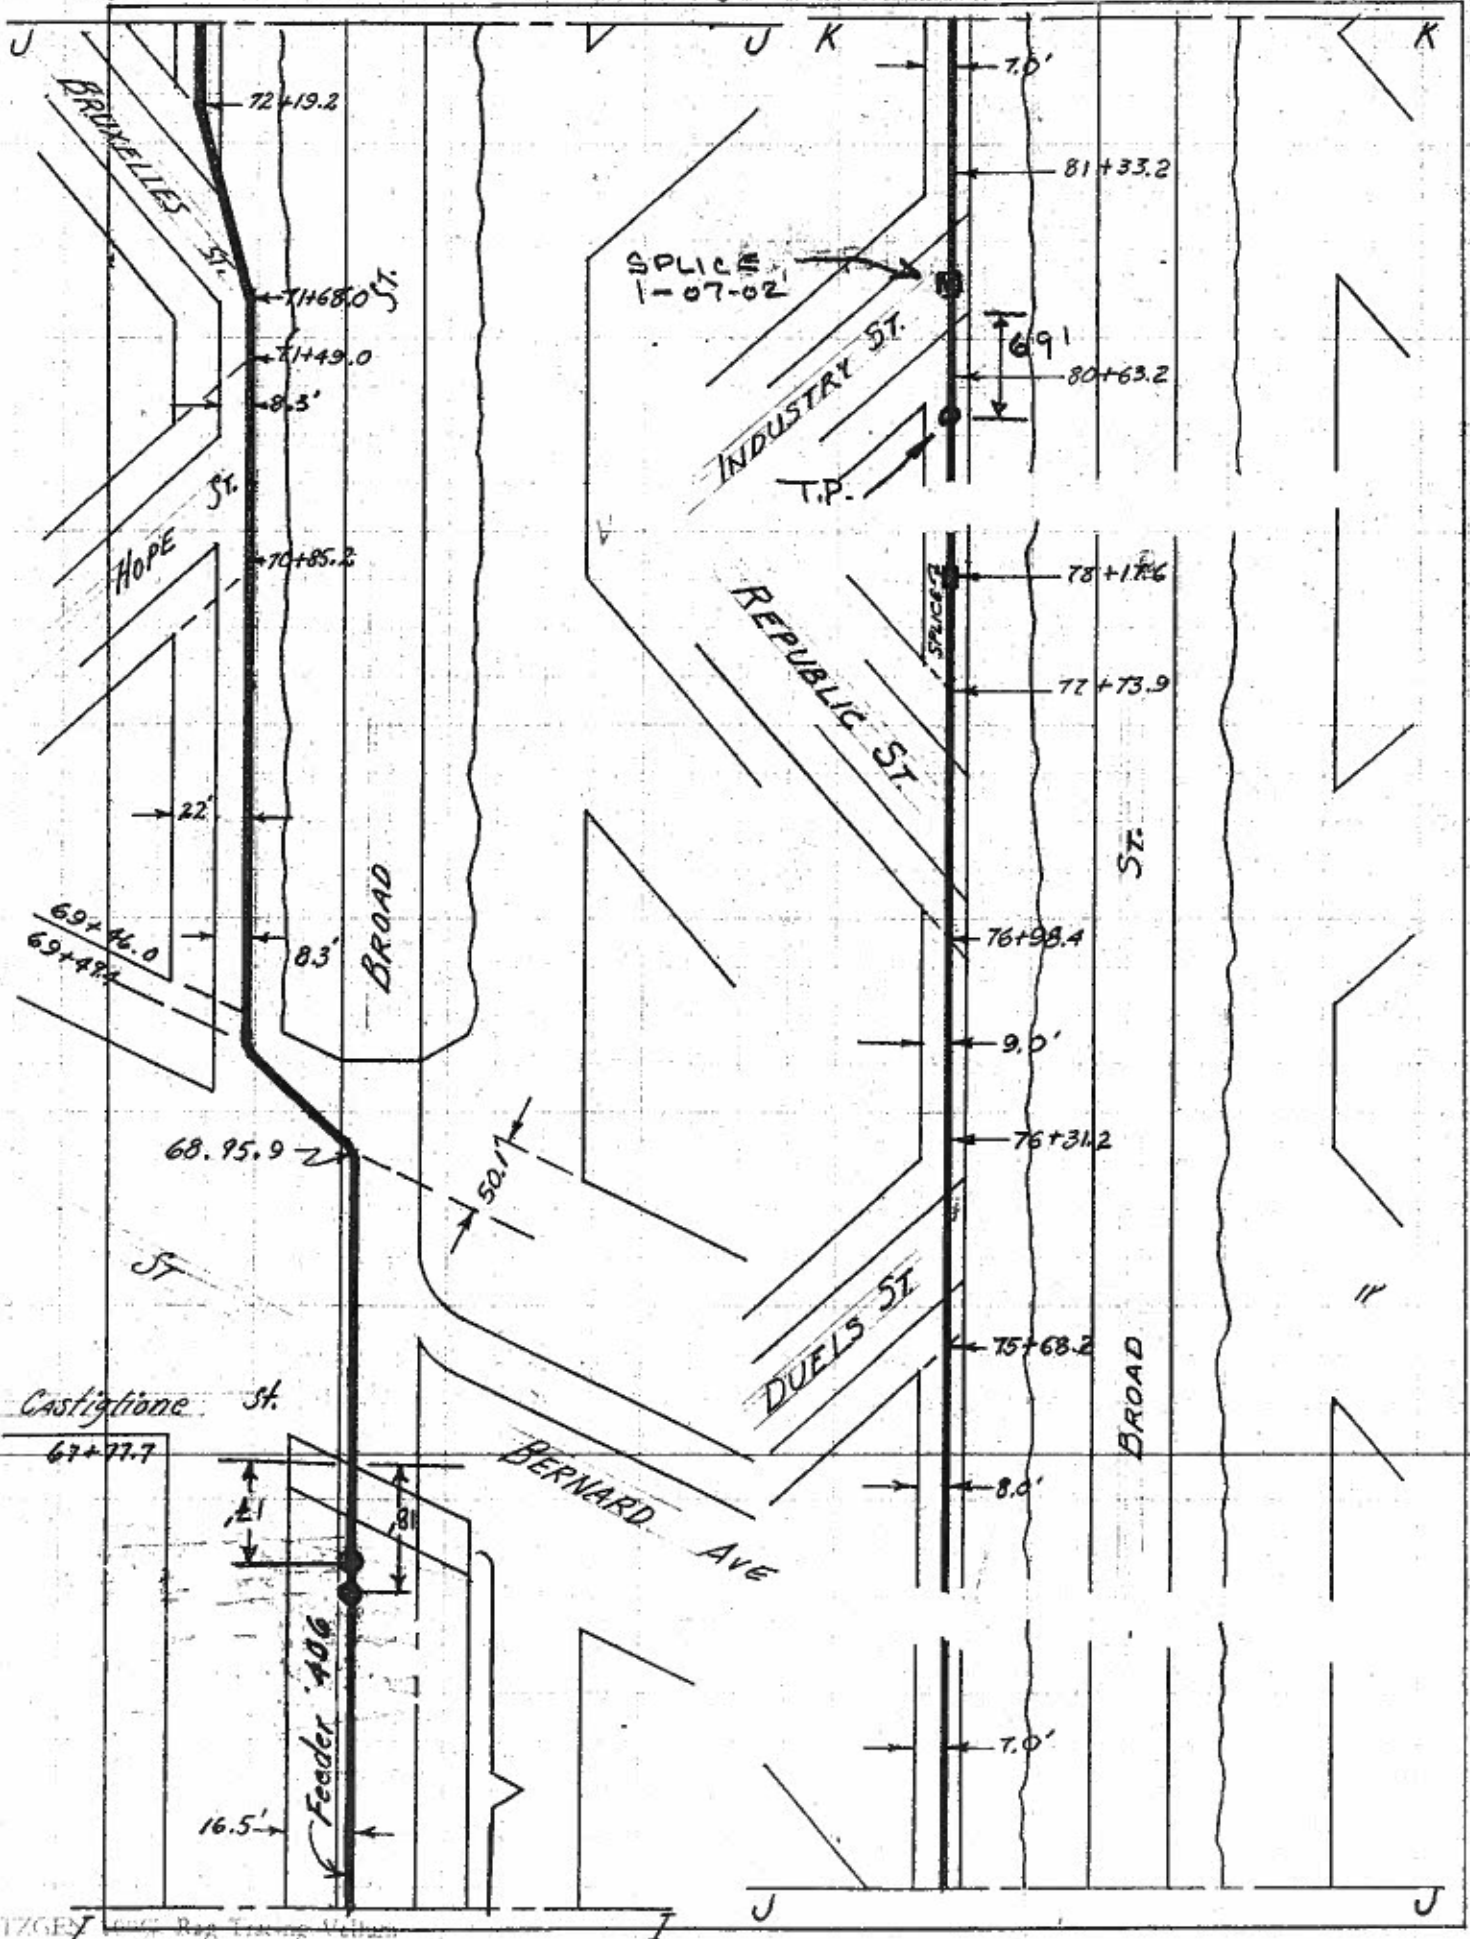 J
J
K
K
BRUXELLES
ST.
72+19.2
7.0'
81+33.2
SPLICE
1-07-02'
71+68.0
ST.
71+49.0
8.3'
INDUSTRY ST.
69'
80+63.2
T.P.
HOPE ST.
70+85.2
SPLICE
REPUBLIC ST.
77+73.9
22'
69+46.0
8.3'
BROAD
ST.
76+98.4
9.0'
68.95.9
50.1'
76+31.2
ST
DUELS ST
75+68.2
BROAD
Castiglione St.
67+77.7
17'
18'
BERNARD AVE
8.0'
Feeder 406
16.5'
7.0'
J
J
I
I